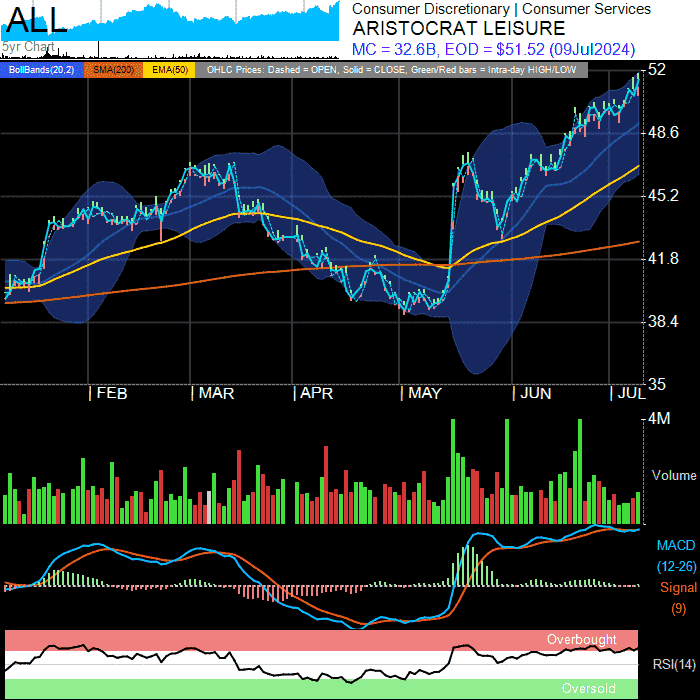 ALL
5yr Chart
Consumer Discretionary | Consumer Services
ARISTOCRAT LEISURE
MC = 32.6B, EOD = $51.52 (09Jul2024)
BollBands(20,2) SMA(200) EMA(50) OHLC Prices: Dashed = OPEN, Solid = CLOSE, Green/Red bars = Intra-day HIGH/LOW
52
48.6
45.2
41.8
38.4
35
| FEB | MAR | APR | MAY | JUN | JUL
4M
Volume
MACD
(12-26)
Signal
(9)
Overbought
RSI(14)
Oversold